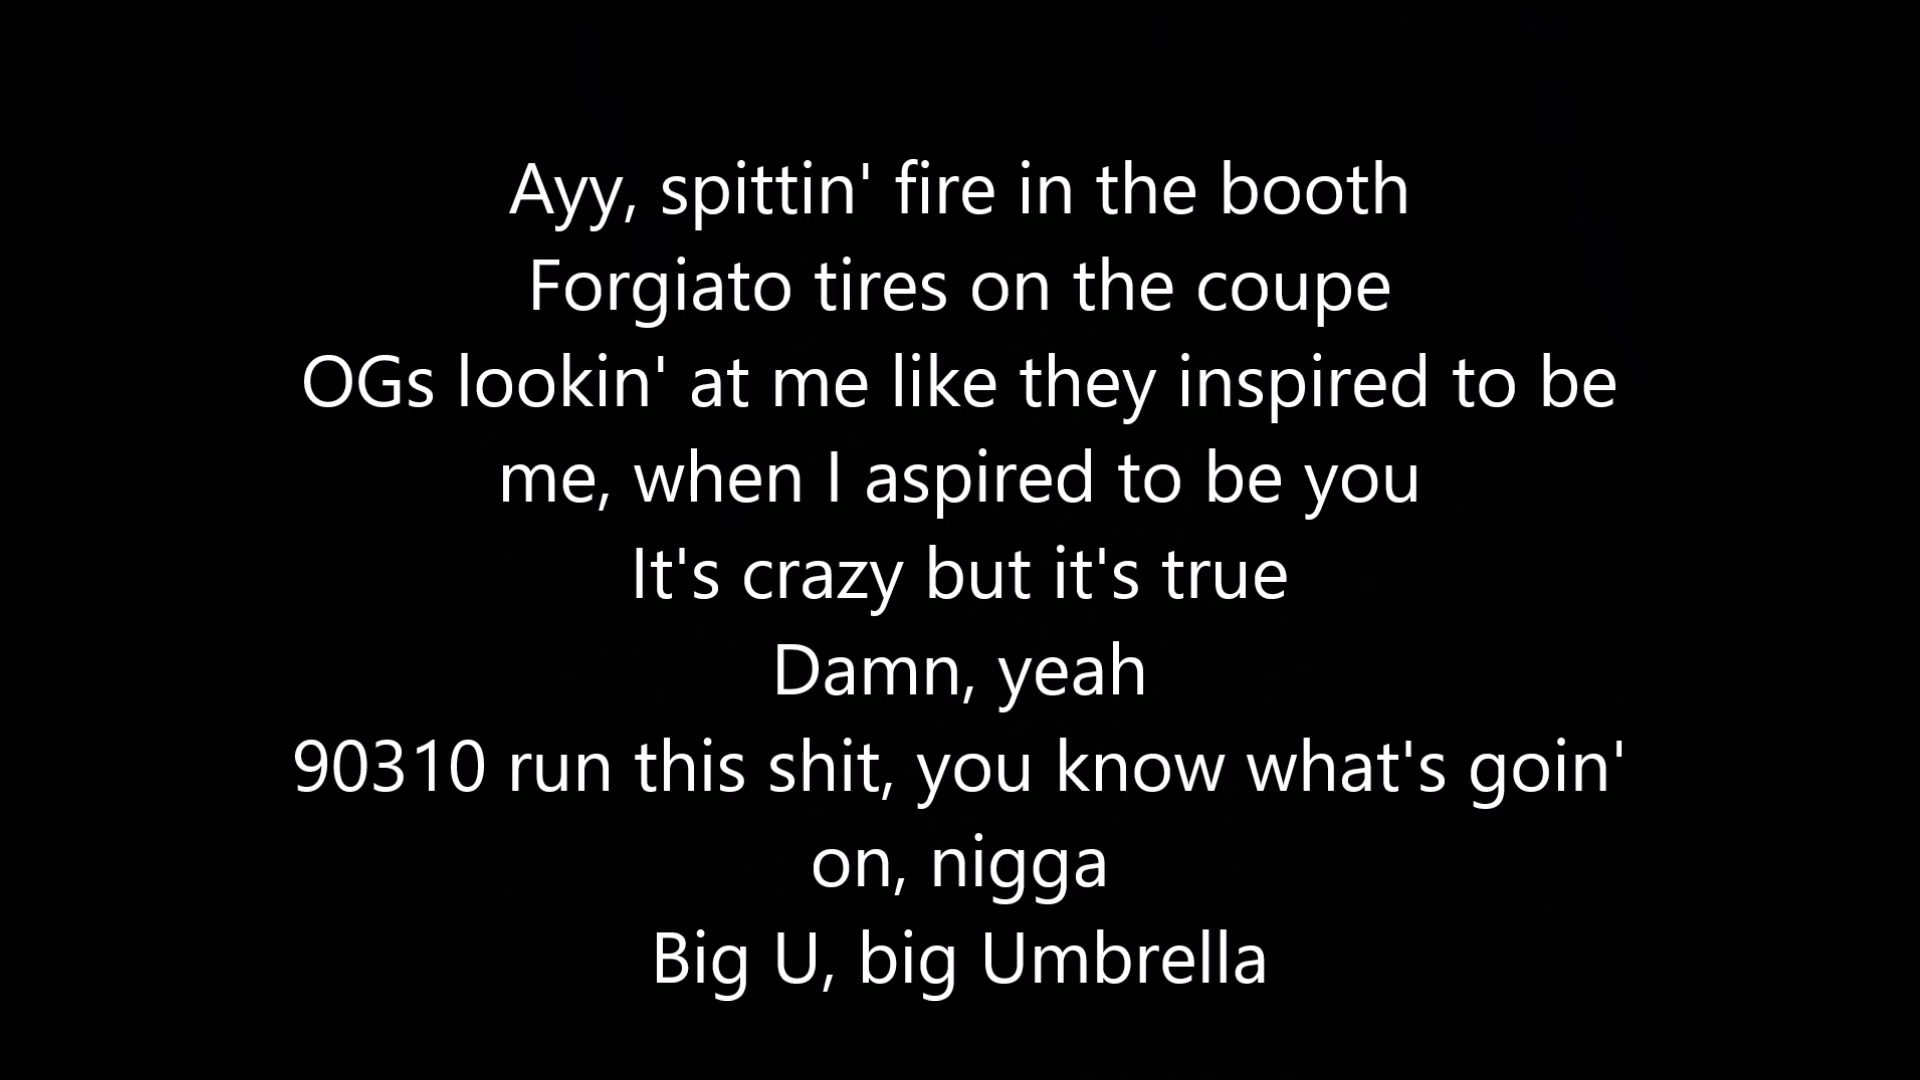 Ayy, spittin' fire in the booth
Forgiato tires on the coupe
OGs lookin' at me like they inspired to be
me, when I aspired to be you
It's crazy but it's true
Damn, yeah
90310 run this shit, you know what's goin'
on, nigga
Big U, big Umbrella